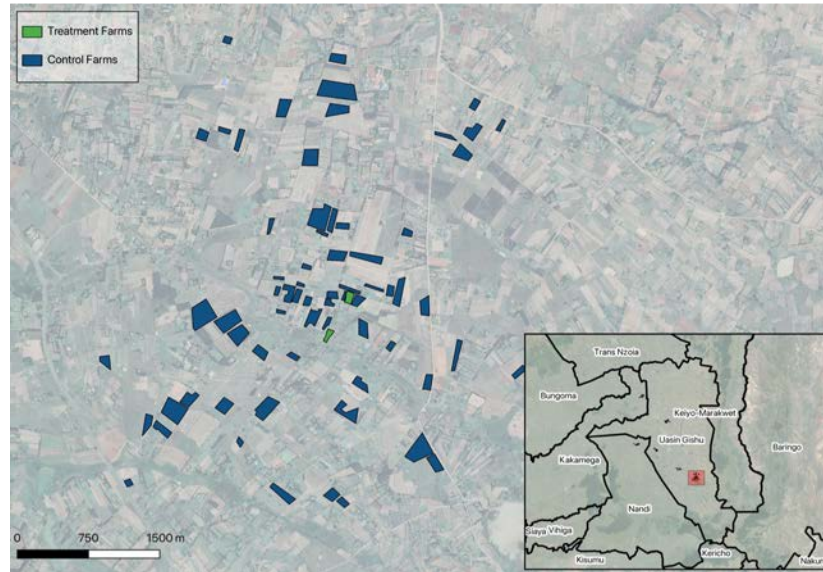 Treatment Farms
Control Farms
Trans Nzoia
Bungoma
Keiyo-Marakwet
Uasin Gishu
Baringo
Kakamega
Nandi
Siaya Vihiga
Kisumu
Kericho
Nakur
0 750 1500 m